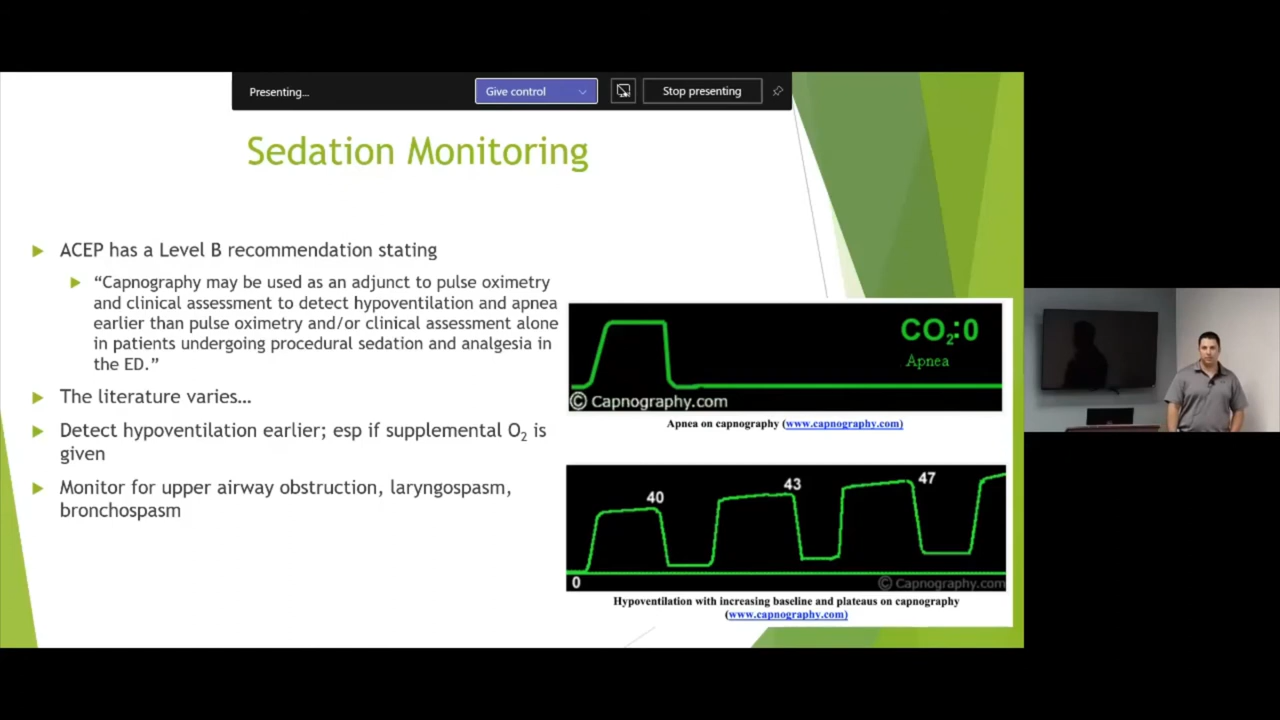 Presenting...
Give control
Stop presenting
Sedation Monitoring
ACEP has a Level B recommendation stating
“Capnography may be used as an adjunct to pulse oximetry
and clinical assessment to detect hypoventilation and apnea
earlier than pulse oximetry and/or clinical assessment alone
in patients undergoing procedural sedation and analgesia in
the ED.”
The literature varies…
Detect hypoventilation earlier; esp if supplemental O₂ is
given
Monitor for upper airway obstruction, laryngospasm,
bronchospasm
CO₂:0
Apnea
© Capnography.com
Apnea on capnography (www.capnography.com)
40
43
47
0
© Capnography.com
Hypoventilation with increasing baseline and plateaus on capnography
(www.capnography.com)